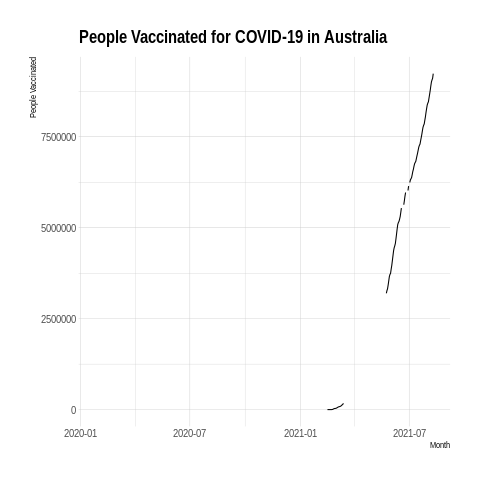 People Vaccinated for COVID-19 in Australia
People Vaccinated
7500000
5000000
2500000
0
2020-01
2020-07
2021-01
2021-07
Month